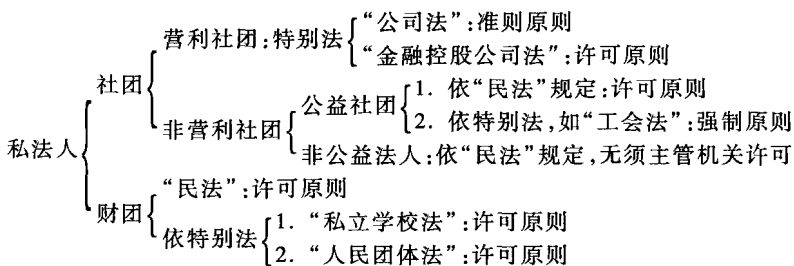 营利社团:特别法
“公司法”:准则原则
“金融控股公司法”:许可原则
社团
公益社团
1. 依“民法”规定:许可原则
2. 依特别法,如“工会法”:强制原则
非营利社团
非公益法人:依“民法”规定,无须主管机关许可
私法人
“民法”:许可原则
财团
依特别法
1. “私立学校法”:许可原则
2. “人民团体法”:许可原则